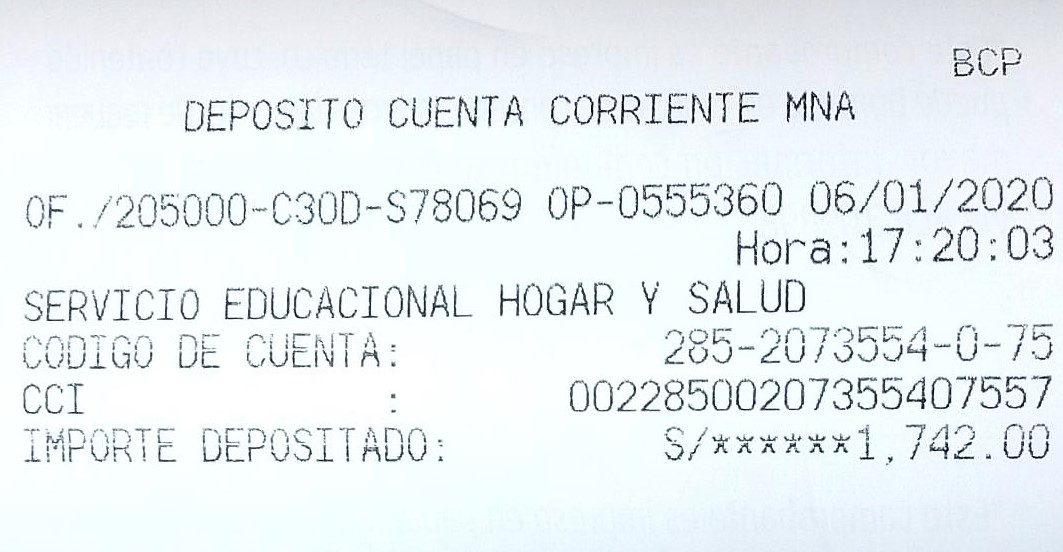 BCP
DEPOSITO CUENTA CORRIENTE MNA
OF./205000-C30D-S78069 OP-0555360 06/01/2020
Hora:17:20:03
SERVICIO EDUCACIONAL HOGAR Y SALUD
CODIGO DE CUENTA: 285-2073554-0-75
CCI : 00228500207355407557
IMPORTE DEPOSITADO: S/******1,742.00